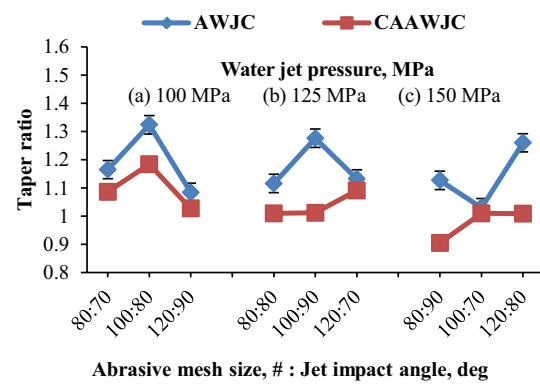 AWJC CAAWJC
1.6
1.5
1.4
1.3
1.2
1.1
1
0.9
0.8
Taper ratio
Water jet pressure, MPa
(a) 100 MPa (b) 125 MPa (c) 150 MPa
80:70 100:80 120:90 80:80 100:90 120:70 80:90 100:70 120:80
Abrasive mesh size, # : Jet impact angle, deg